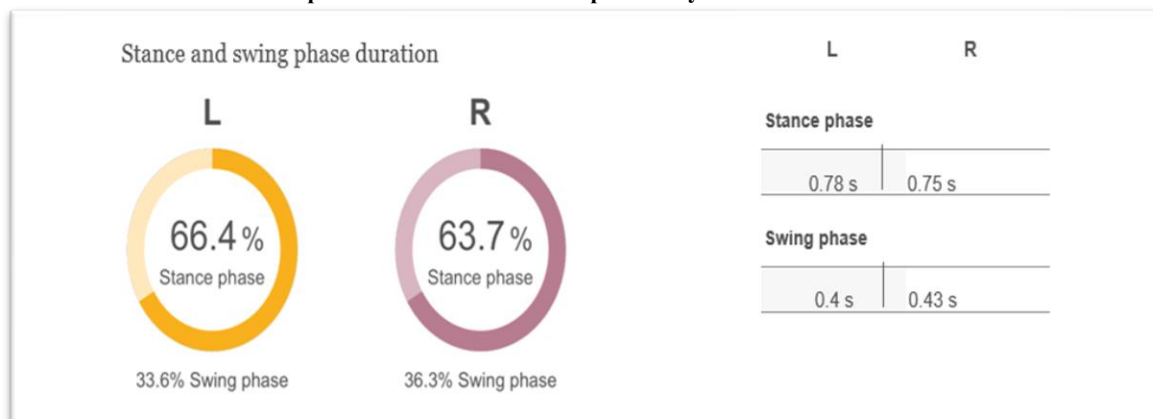 Stance and swing phase duration
L R
L R
66.4%
Stance phase
63.7%
Stance phase
33.6% Swing phase
36.3% Swing phase
Stance phase
0.78 s 0.75 s
Swing phase
0.4 s 0.43 s